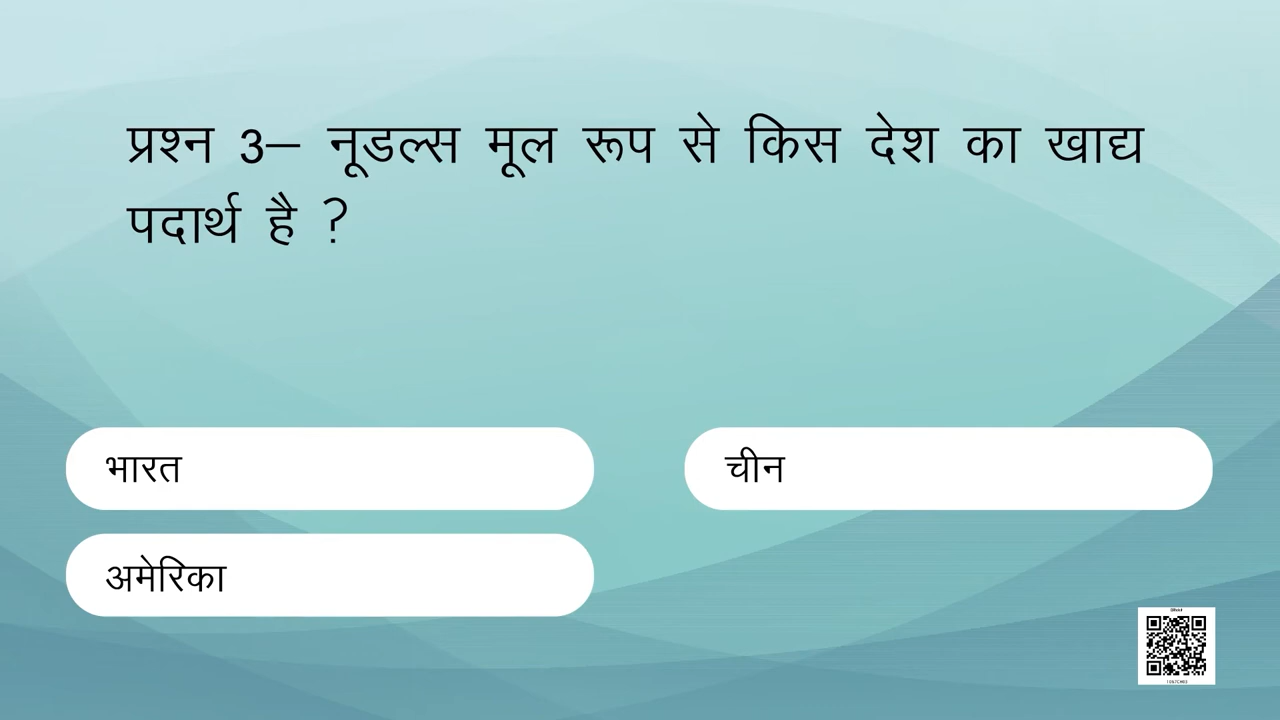 प्रश्न 3– नूडल्स मूल रूप से किस देश का खाद्य
पदार्थ है ?
भारत
चीन
अमेरिका